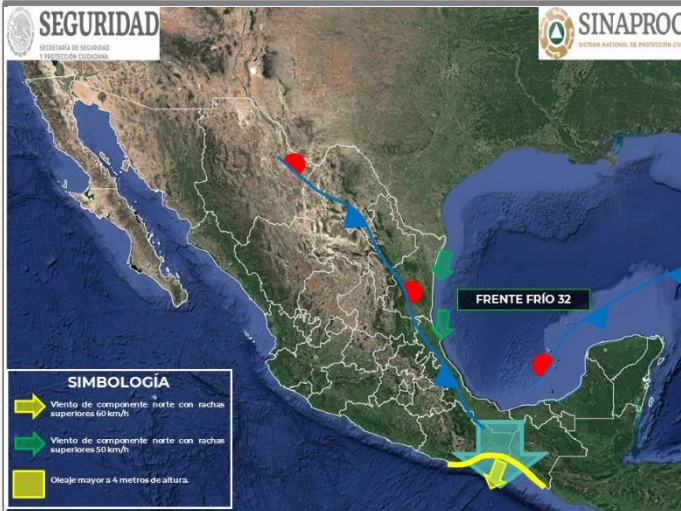 SEGURIDAD
SECRETARÍA DE SEGURIDAD
Y PROTECCIÓN CIUDADANA
SINAPROC
SISTEMA NACIONAL DE PROTECCIÓN CIV
FRENTE FRÍO 32
SIMBOLOGÍA
Viento de componente norte con rachas
superiores 60 km/h
Viento de componente norte con rachas
superiores 50 km/h
Oleaje mayor a 4 metros de altura.